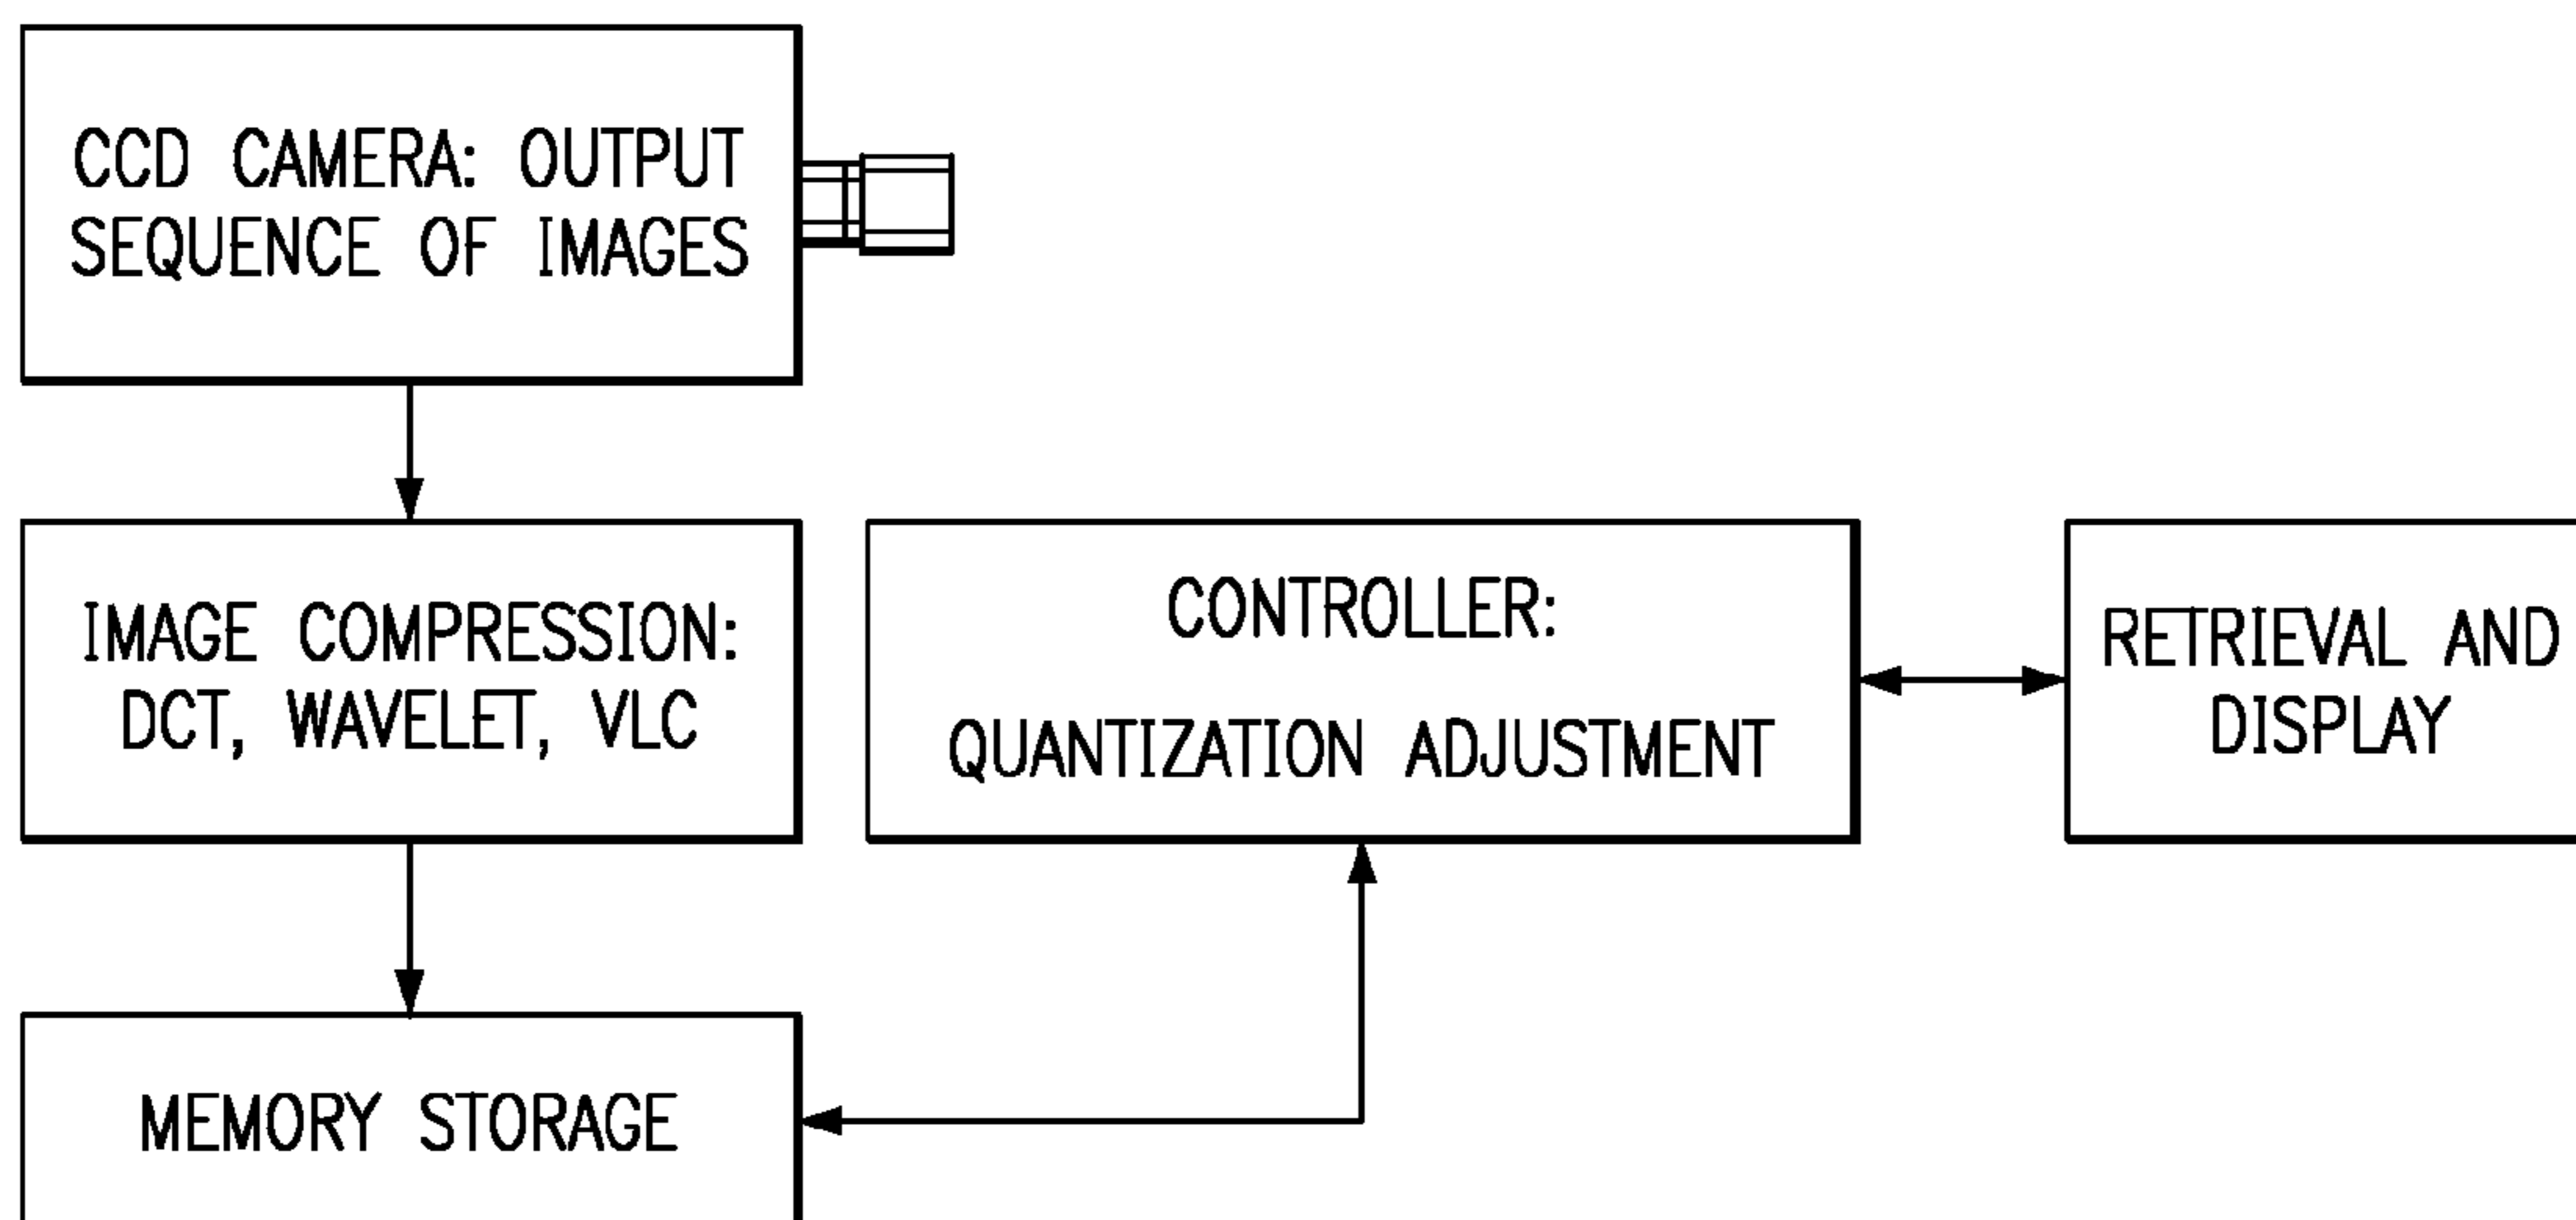 CCD CAMERA: OUTPUT
SEQUENCE OF IMAGES
IMAGE COMPRESSION:
DCT, WAVELET, VLC
CONTROLLER:
QUANTIZATION ADJUSTMENT
RETRIEVAL AND
DISPLAY
MEMORY STORAGE